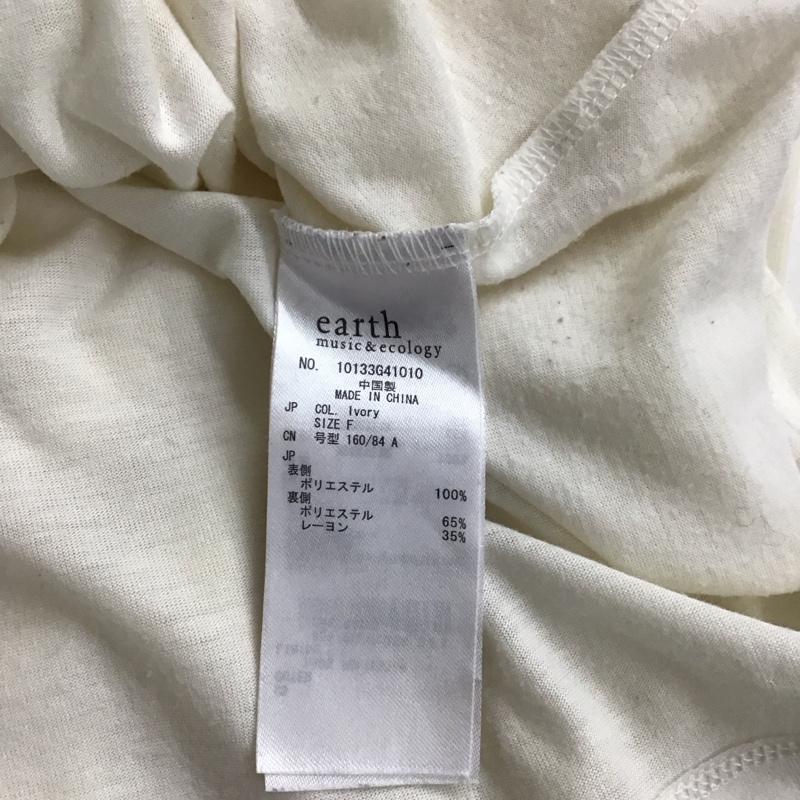 earth
music&ecology
NO. 10133G41010
中国製
MADE IN CHINA
JP COL. Ivory
SIZE F
CN 号型 160/84 A
JP
表側
ポリエステル 100%
裏側
ポリエステル 65%
レーヨン 35%